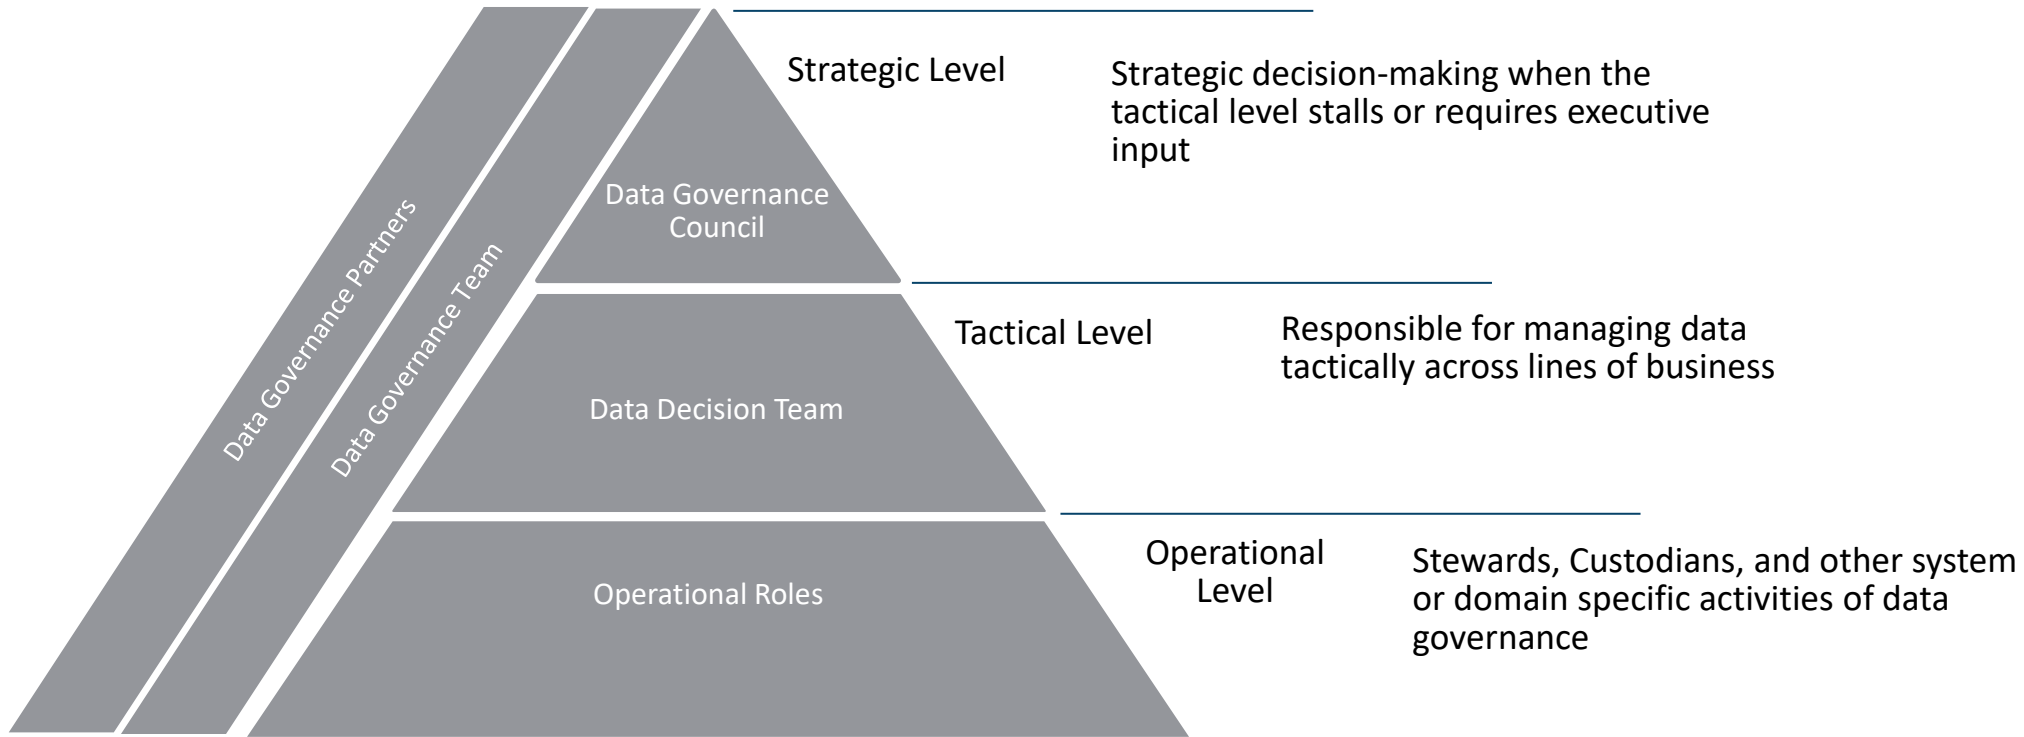 Strategic Level
Strategic decision-making when the
tactical level stalls or requires executive
input
Data Governance
Council
Data Governance Partners
Data Governance Team
Tactical Level
Responsible for managing data
tactically across lines of business
Data Decision Team
Operational
Level
Stewards, Custodians, and other system
or domain specific activities of data
governance
Operational Roles